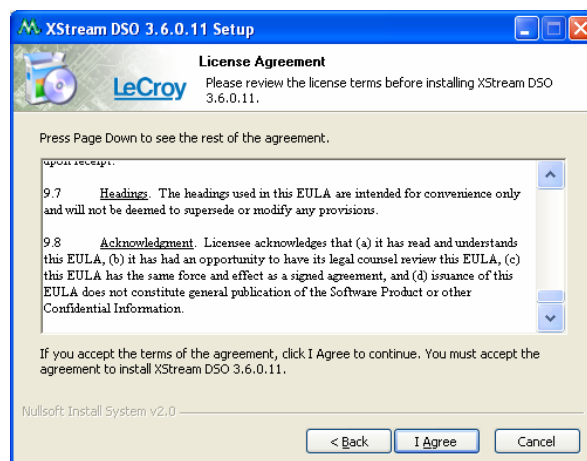 XStream DSO 3.6.0.11 Setup
License Agreement
Please review the license terms before installing XStream DSO
3.6.0.11.
LeCroy
Press Page Down to see the rest of the agreement.
upon receipt.
9.7 Headings. The headings used in this EULA are intended for convenience only
and will not be deemed to supersede or modify any provisions.
9.8 Acknowledgment. Licensee acknowledges that (a) it has read and understands
this EULA, (b) it has had an opportunity to have its legal counsel review this EULA, (c)
this EULA has the same force and effect as a signed agreement, and (d) issuance of this
EULA does not constitute general publication of the Software Product or other
Confidential Information.
If you accept the terms of the agreement, click I Agree to continue. You must accept the
agreement to install XStream DSO 3.6.0.11.
Nullsoft Install System v2.0
< Back
I Agree
Cancel